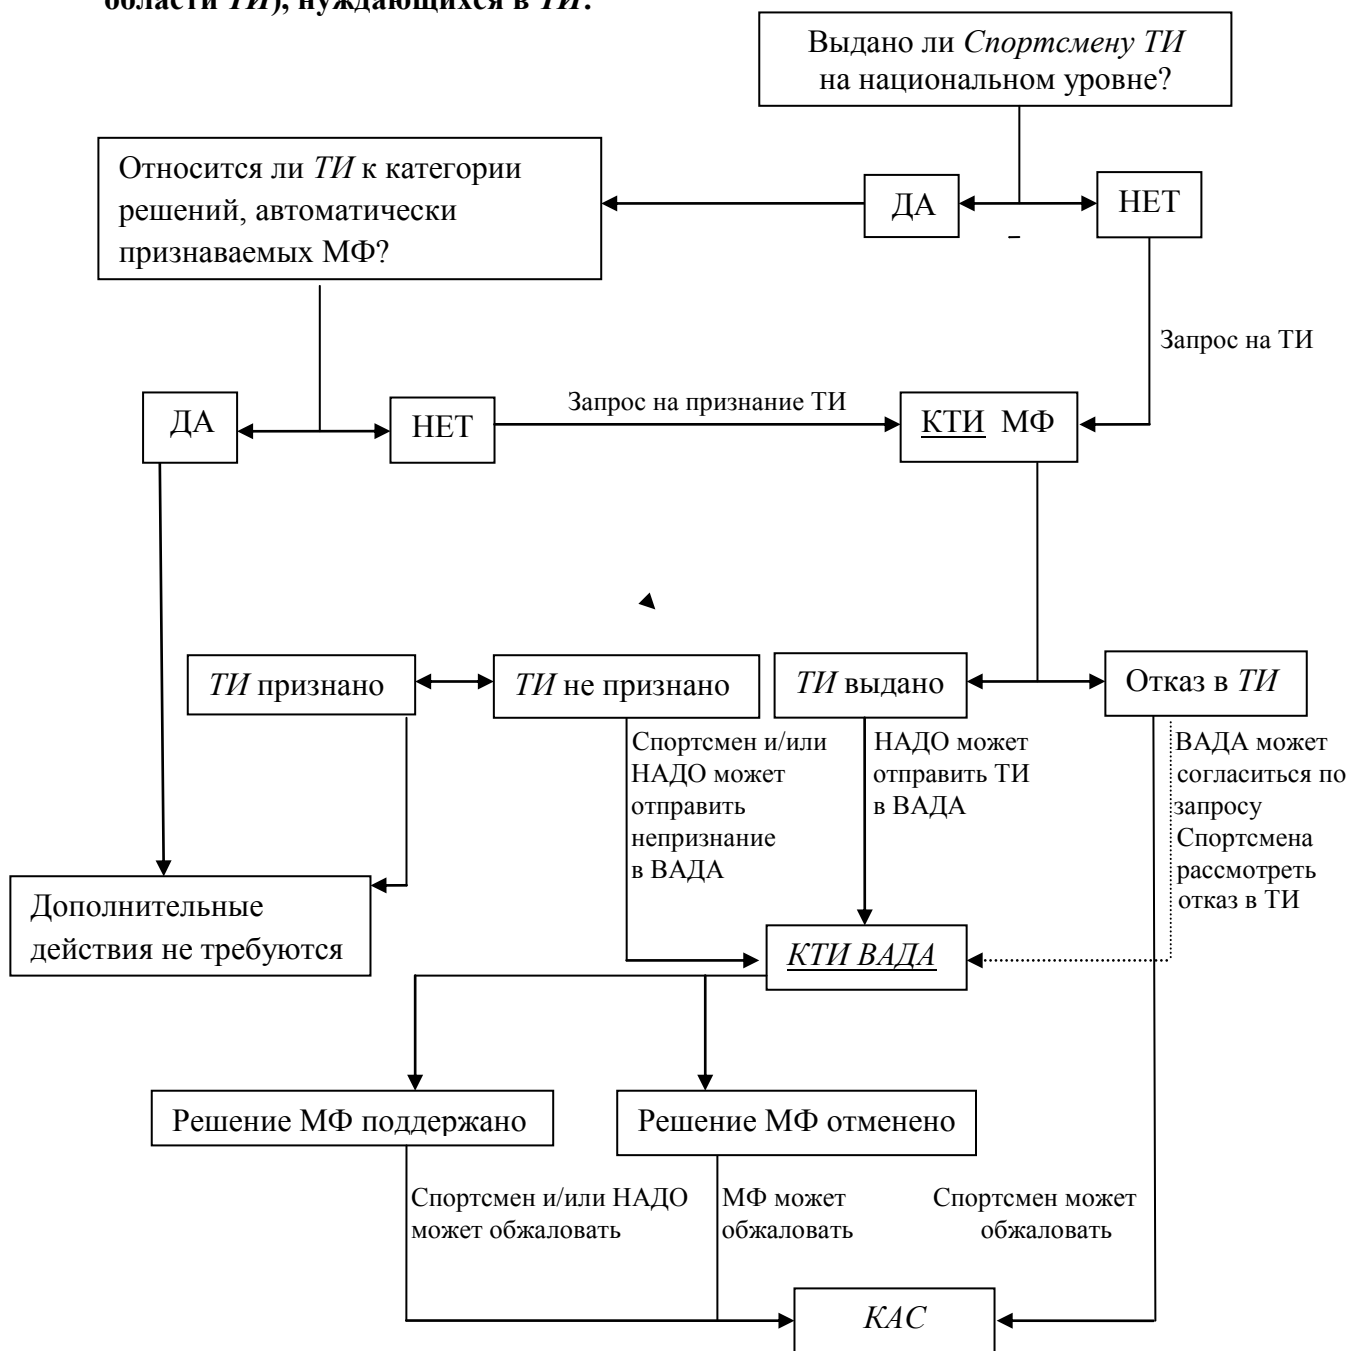 области ТИ), нуждающихся в ТИ.
Выдано ли Спортсмену ТИ
на национальном уровне?
Относится ли ТИ к категории
решений, автоматически
признаваемых МФ?
ДА
НЕТ
Запрос на ТИ
ДА
НЕТ
Запрос на признание ТИ
КТИ МФ
ТИ признано
ТИ не признано
ТИ выдано
Отказ в ТИ
Спортсмен и/или
НАДО может
отправить
непризнание
в ВАДА
НАДО может
отправить ТИ
в ВАДА
ВАДА может
согласиться по
запросу
Спортсмена
рассмотреть
отказ в ТИ
Дополнительные
действия не требуются
КТИ ВАДА
Решение МФ поддержано
Решение МФ отменено
Спортсмен и/или НАДО
может обжаловать
МФ может
обжаловать
Спортсмен может
обжаловать
КАС